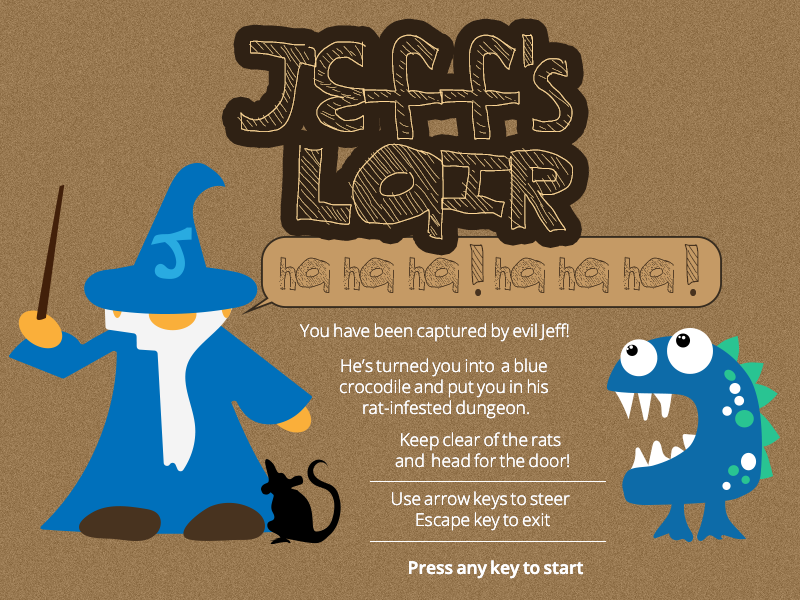 Jeff's
Lair
J
ha ha ha! ha ha ha!
You have been captured by evil Jeff!
He's turned you into a blue
crocodile and put you in his
rat-infested dungeon.
Keep clear of the rats
and head for the door!
Use arrow keys to steer
Escape key to exit
Press any key to start